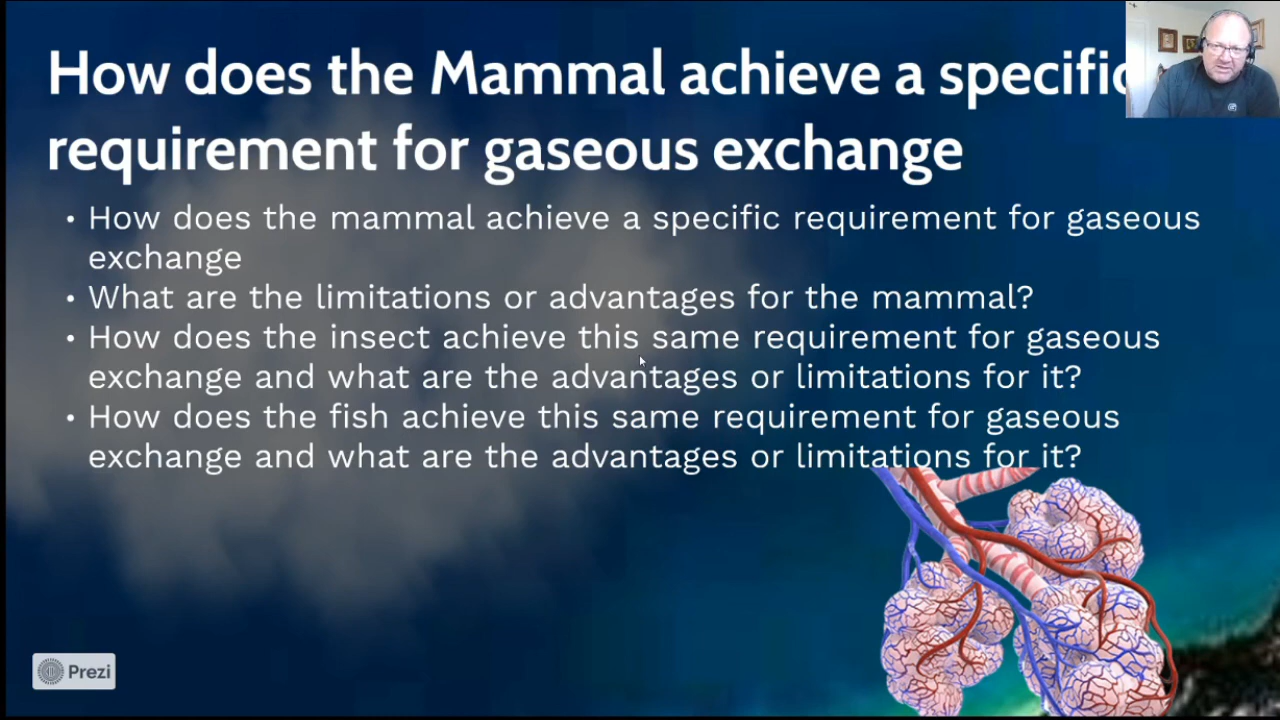 How does the Mammal achieve a specific
requirement for gaseous exchange
• How does the mammal achieve a specific requirement for gaseous
exchange
• What are the limitations or advantages for the mammal?
• How does the insect achieve this same requirement for gaseous
exchange and what are the advantages or limitations for it?
• How does the fish achieve this same requirement for gaseous
exchange and what are the advantages or limitations for it?
Prezi